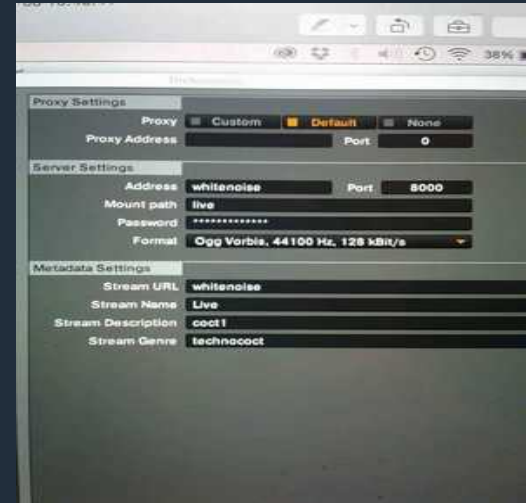 38%
Proxy Settings
Proxy Custom Default None
Proxy Address Port 0
Server Settings
Address whitenoise Port 8000
Mount path live
Password *************
Format Ogg Vorbis, 44100 Hz, 128 kBit/s
Metadata Settings
Stream URL whitenoise
Stream Name Live
Stream Description coct1
Stream Genre technococt